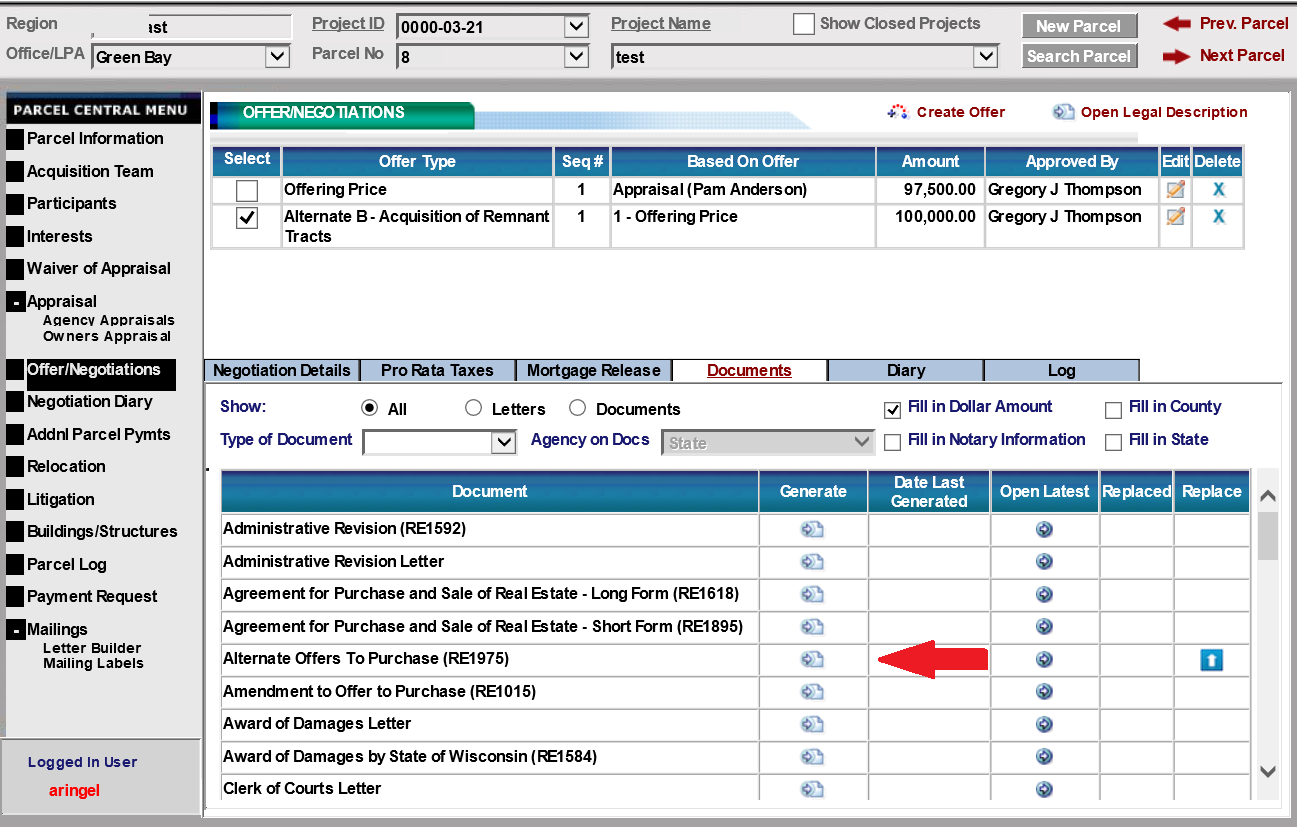 Region ast Project ID 0000-03-21 Project Name Show Closed Projects New Parcel Prev. Parcel
Office/LPA Green Bay Parcel No 8 test Search Parcel Next Parcel
PARCEL CENTRAL MENU
Parcel Information
Acquisition Team
Participants
Interests
Waiver of Appraisal
- Appraisal
Agency Appraisals
Owners Appraisal
Offer/Negotiations
Negotiation Diary
Addnl Parcel Pymts
Relocation
Litigation
Buildings/Structures
Parcel Log
Payment Request
- Mailings
Letter Builder
Mailing Labels
Logged In User
aringel
OFFER/NEGOTIATIONS Create Offer Open Legal Description
Select Offer Type Seq # Based On Offer Amount Approved By Edit Delete
Offering Price 1 Appraisal (Pam Anderson) 97,500.00 Gregory J Thompson X
Alternate B - Acquisition of Remnant 1 1 - Offering Price 100,000.00 Gregory J Thompson X
Tracts
Negotiation Details Pro Rata Taxes Mortgage Release Documents Diary Log
Show: All Letters Documents Fill in Dollar Amount Fill in County
Type of Document Agency on Docs State Fill in Notary Information Fill in State
Document Generate Date Last Generated Open Latest Replaced Replace
Administrative Revision (RE1592)
Administrative Revision Letter
Agreement for Purchase and Sale of Real Estate - Long Form (RE1618)
Agreement for Purchase and Sale of Real Estate - Short Form (RE1895)
Alternate Offers To Purchase (RE1975)
Amendment to Offer to Purchase (RE1015)
Award of Damages Letter
Award of Damages by State of Wisconsin (RE1584)
Clerk of Courts Letter